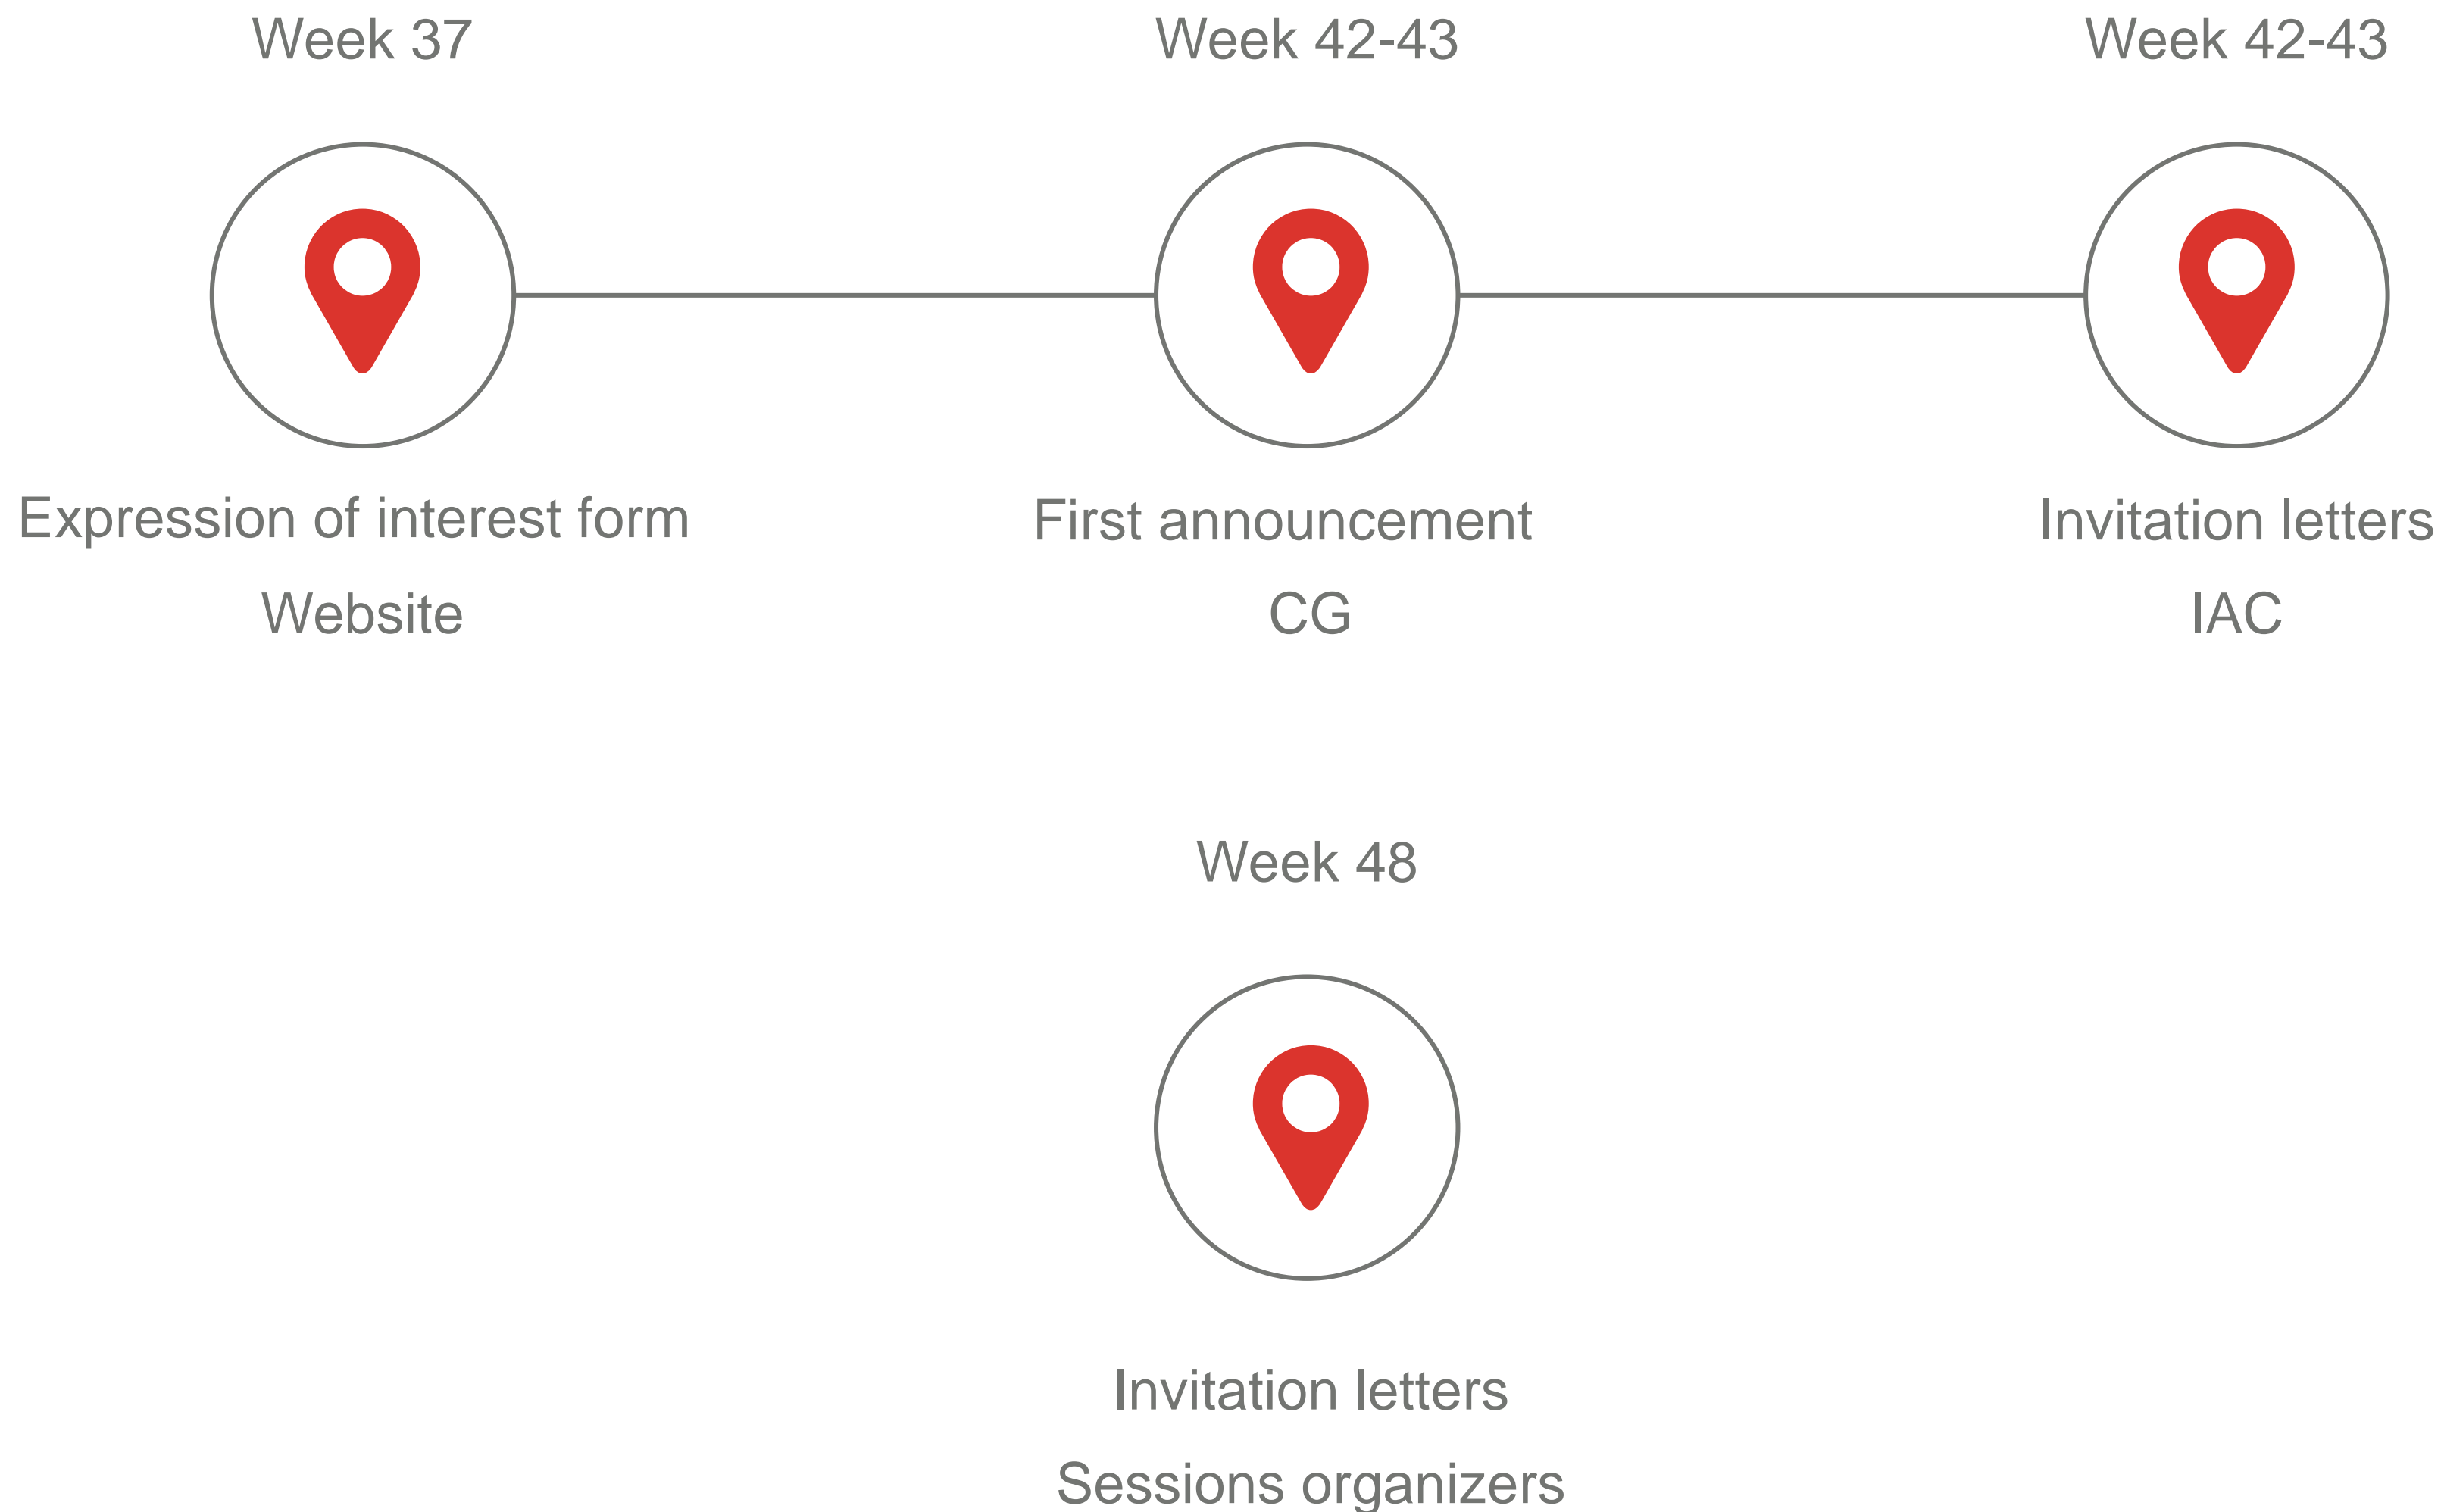 Week 37
Week 42-43
Week 42-43
Expression of interest form
First announcement
Invitation letters
Website
CG
IAC
Week 48
Invitation letters
Sessions organizers